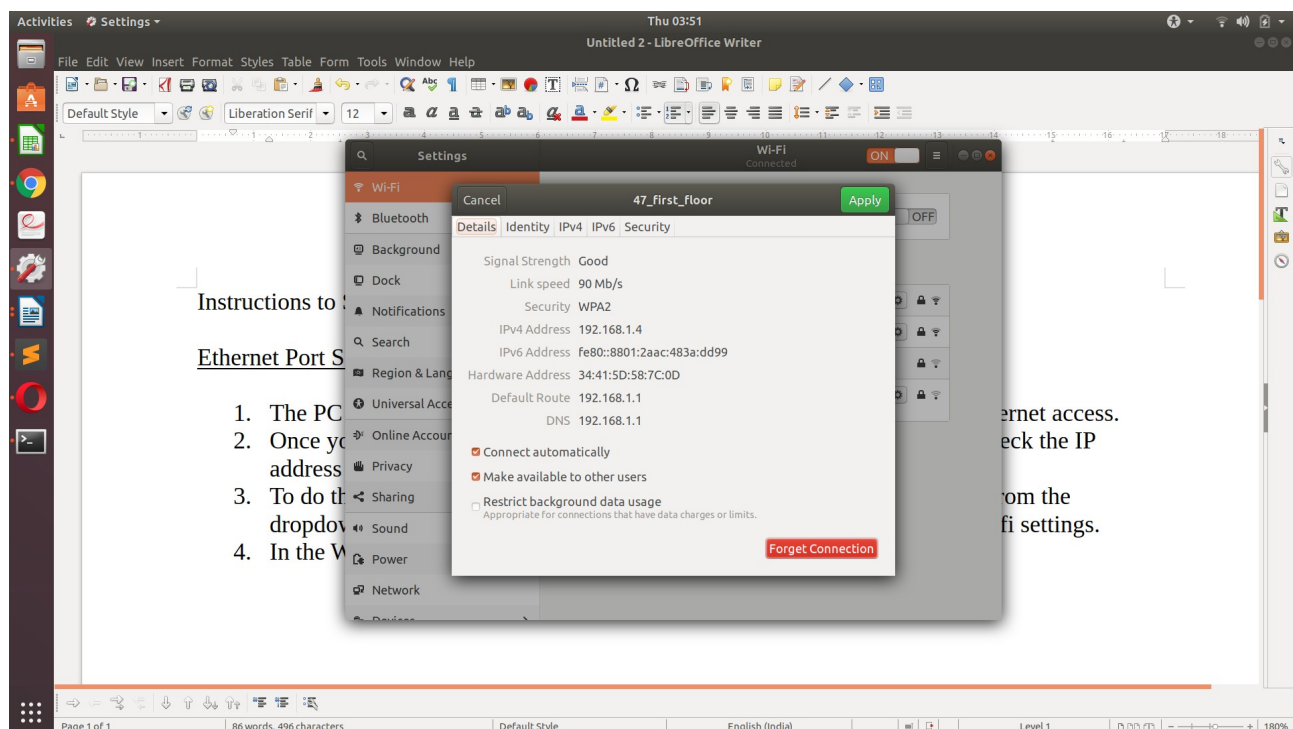 Activities Settings Thu 03:51
Untitled 2 - LibreOffice Writer
File Edit View Insert Format Styles Table Form Tools Window Help
Default Style Liberation Serif 12
Settings Wi-Fi ON
Connected
Wi-Fi
Bluetooth OFF
Background
Dock
Notifications
Search
Region & Lang
Universal Acce
Online Accour
Privacy
Sharing
Sound
Power
Network
Devices
Cancel 47_first_floor Apply
Details Identity IPv4 IPv6 Security
Signal Strength Good
Link speed 90 Mb/s
Security WPA2
IPv4 Address 192.168.1.4
IPv6 Address fe80::8801:2aac:483a:dd99
Hardware Address 34:41:5D:58:7C:0D
Default Route 192.168.1.1
DNS 192.168.1.1
Connect automatically
Make available to other users
Restrict background data usage
Appropriate for connections that have data charges or limits.
Forget Connection
Instructions to
Ethernet Port S
1. The PC ernet access.
2. Once yo eck the IP
address
3. To do th om the
dropdov fi settings.
4. In the W
Page 1 of 1 86 words, 496 characters Default Style English (India) Level 1 180%